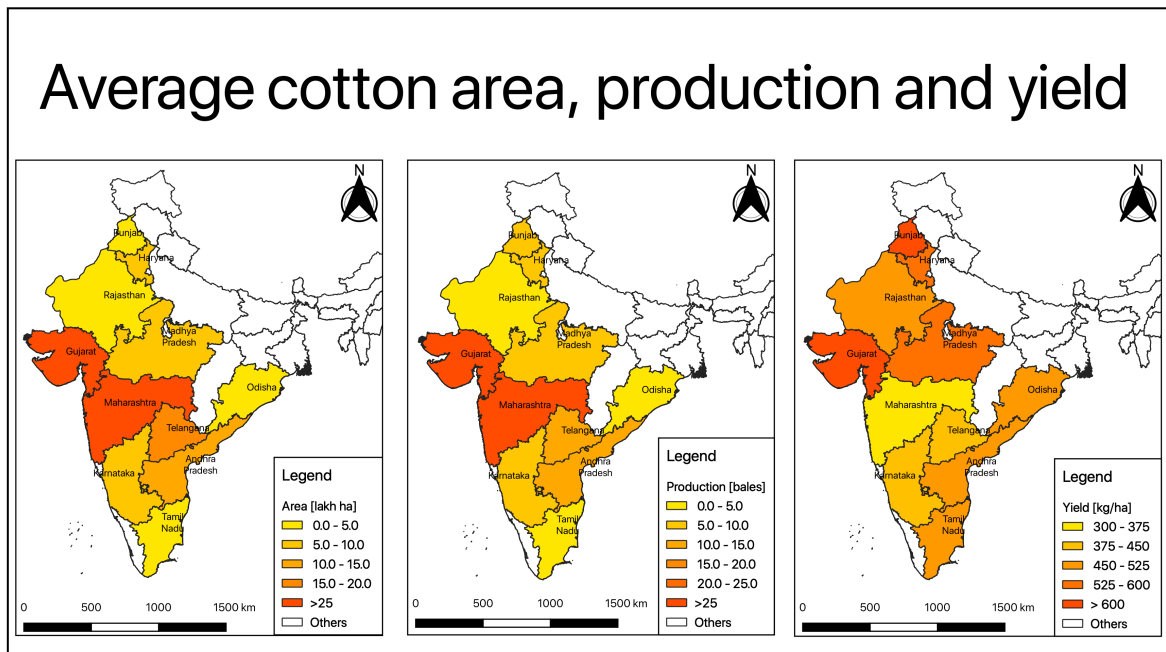 Average cotton area, production and yield
N
Punjab
Haryana
Rajasthan
Madhya
Pradesh
Gujarat
Odisha
Maharashtra
Telangana
Andhra
Pradesh
Karnataka
Tamil
Nadu
Legend
Area [lakh ha]
0.0 - 5.0
5.0 - 10.0
10.0 - 15.0
15.0 - 20.0
>25
Others
0 500 1000 1500 km
N
Punjab
Haryana
Rajasthan
Madhya
Pradesh
Gujarat
Odisha
Maharashtra
Telangana
Andhra
Pradesh
Karnataka
Tamil
Nadu
Legend
Production [bales]
0.0 - 5.0
5.0 - 10.0
10.0 - 15.0
15.0 - 20.0
20.0 - 25.0
>25
Others
0 500 1000 1500 km
N
Punjab
Haryana
Rajasthan
Madhya
Pradesh
Gujarat
Odisha
Maharashtra
Telangana
Andhra
Pradesh
Karnataka
Tamil
Nadu
Legend
Yield [kg/ha]
300 - 375
375 - 450
450 - 525
525 - 600
> 600
Others
0 500 1000 1500 km